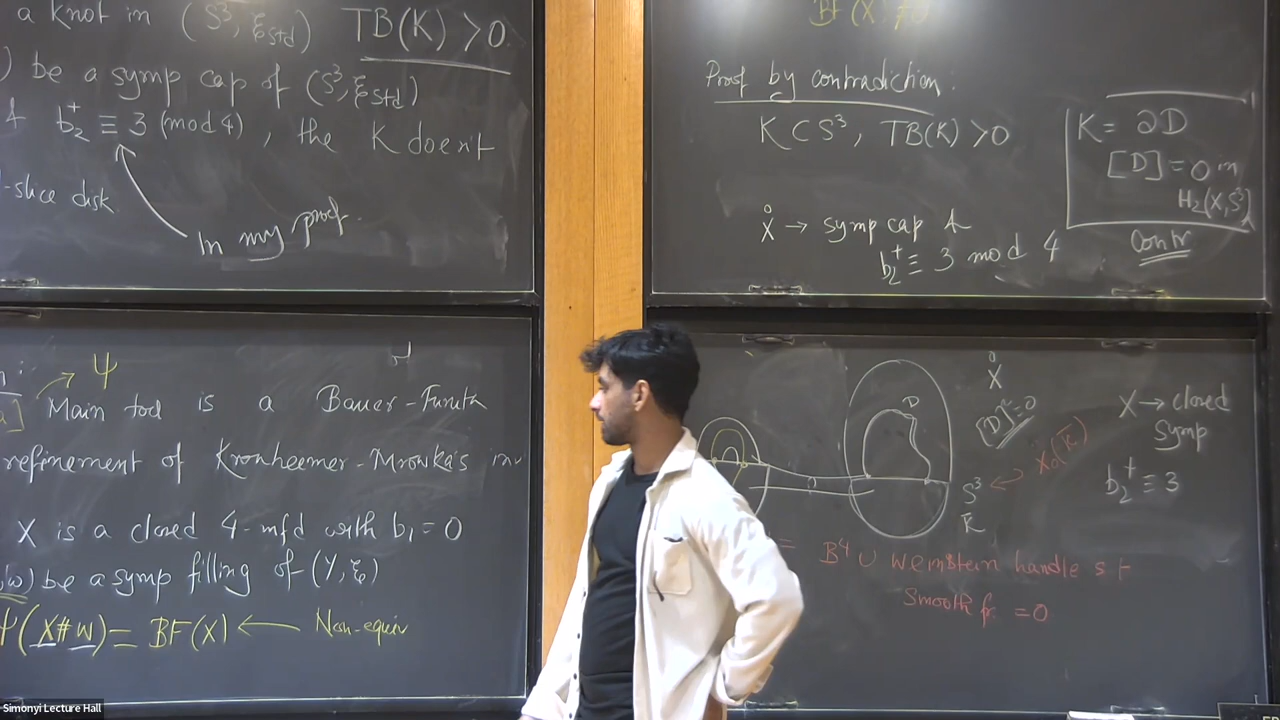 a knot in (S³, ξstd) TB(K) > 0
) be a symp cap of (S³, ξstd)
b₂⁺ ≡ 3 (mod 4), the K doesn't
-slice disk
In my proof.
Ψ
Main tool is a Bauer-Furuta
refinement of Kronheimer-Mrowka's inv
X is a closed 4-mfd with b₁ = 0
,ω) be a symp filling of (Y, ξ)
Ψ(X # W) = BF(X) ← Non-equiv
BF(X) ≠ 0
Proof by contradiction:
K ⊂ S³, TB(K) > 0
K = ∂D
[D] = 0 in
H₂(X, S³)
Contr
X̊ → symp cap
b₂⁺ ≡ 3 mod 4
D
X̊
[D]² = 0
S³
K̄
X₀(K̄)
X → closed
symp
b₂⁺ ≡ 3
= B⁴ ∪ Weinstein handle st
Smooth fr. = 0
Simonyi Lecture Hall